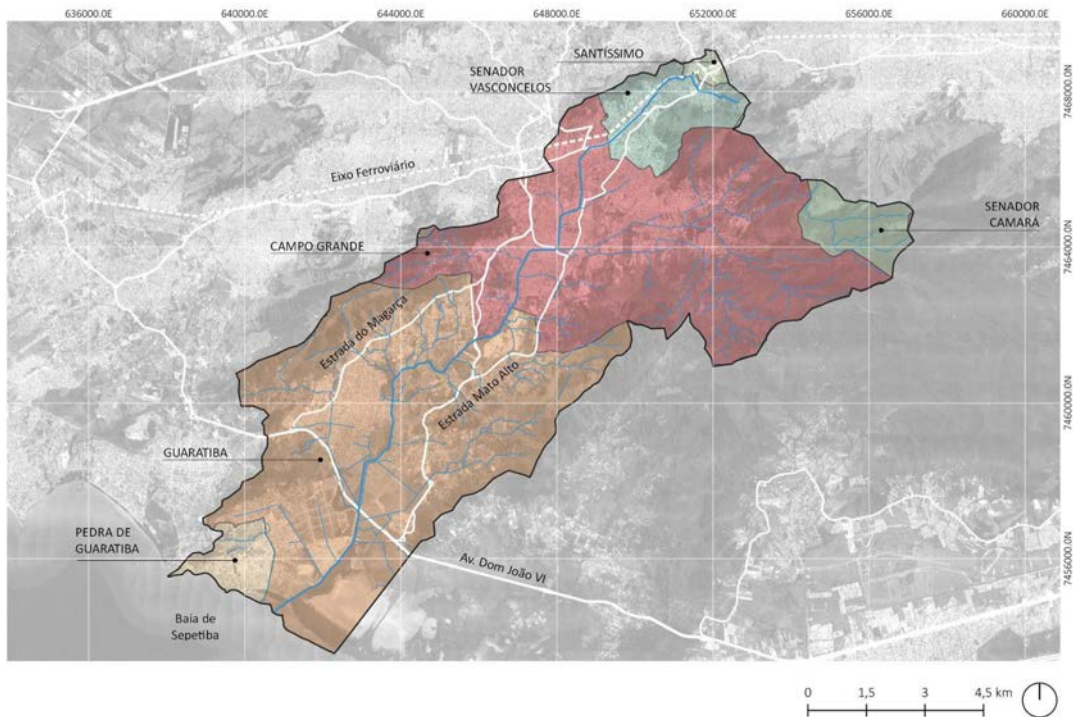 636000.0E
640000.0E
644000.0E
648000.0E
652000.0E
656000.0E
660000.0E
SANTÍSSIMO
SENADOR
VASCONCELOS
7468000.0N
Eixo Ferroviário
SENADOR
CAMARÁ
CAMPO GRANDE
7464000.0N
Estrada do Magarça
Estrada Mato Alto
7460000.0N
GUARATIBA
PEDRA DE
GUARATIBA
Av. Dom João VI
7456000.0N
Baía de
Sepetiba
0 1,5 3 4,5 km